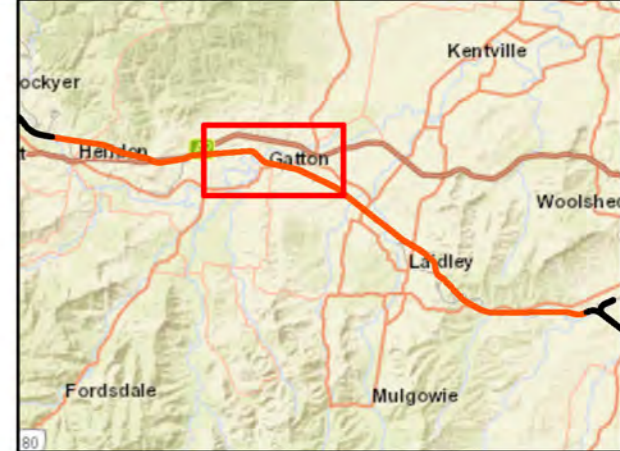 Kentville
ockyer
Helidon
Gatton
t
Woolshed
Laidley
Fordsdale
Mulgowie
80